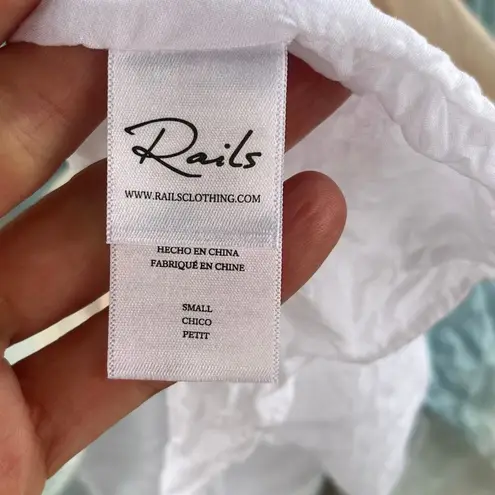 Rails
WWW.RAILSCLOTHING.COM
HECHO EN CHINA
FABRIQUÉ EN CHINE
SMALL
CHICO
PETIT